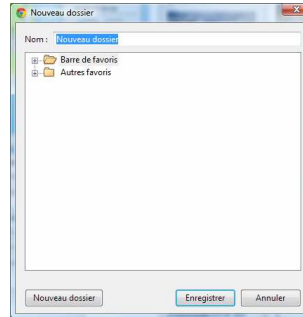 Nouveau dossier
Nom : Nouveau dossier
Barre de favoris
Autres favoris
Nouveau dossier Enregistrer Annuler